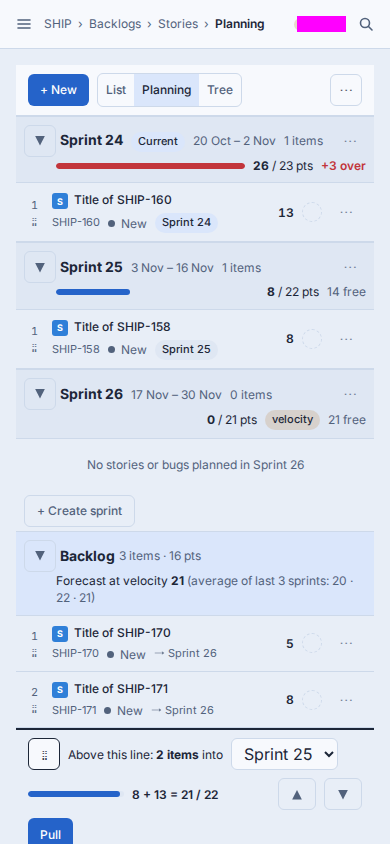 SHIP › Backlogs › Stories › Planning
+ New List Planning Tree ...
▼ Sprint 24 Current 20 Oct – 2 Nov 1 items ...
26 / 23 pts +3 over
1 S Title of SHIP-160 13 ...
SHIP-160 ● New Sprint 24
▼ Sprint 25 3 Nov – 16 Nov 1 items ...
8 / 22 pts 14 free
1 S Title of SHIP-158 8 ...
SHIP-158 ● New Sprint 25
▼ Sprint 26 17 Nov – 30 Nov 0 items ...
0 / 21 pts velocity 21 free
No stories or bugs planned in Sprint 26
+ Create sprint
▼ Backlog 3 items · 16 pts
Forecast at velocity 21 (average of last 3 sprints: 20 ·
22 · 21)
1 S Title of SHIP-170 5 ...
SHIP-170 ● New → Sprint 26
2 S Title of SHIP-171 8 ...
SHIP-171 ● New → Sprint 26
Above this line: 2 items into Sprint 25
8 + 13 = 21 / 22 ▲ ▼
Pull